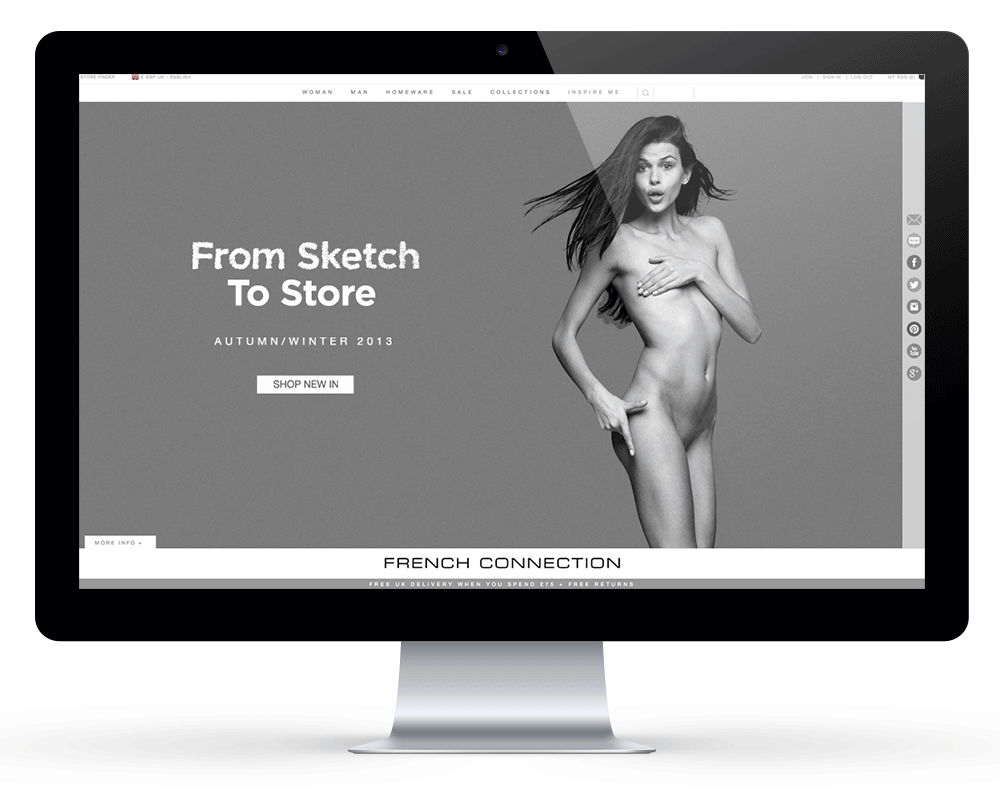 STORE FINDER £ GBP UK - ENGLISH JOIN | SIGN IN | LOG OUT MY BAG
WOMAN MAN HOMEWARE SALE COLLECTIONS INSPIRE ME
From Sketch
To Store
AUTUMN/WINTER 2013
SHOP NEW IN
You
Tube
g+
MORE INFO +
FRENCH CONNECTION
FREE UK DELIVERY WHEN YOU SPEND £75 + FREE RETURNS